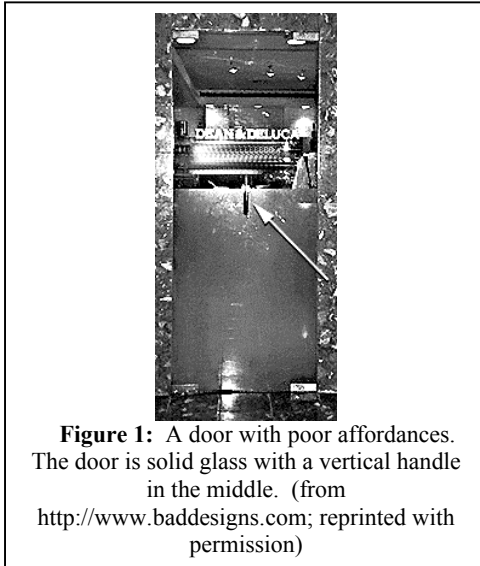 DEAN & DELUCA
Figure 1: A door with poor affordances.
The door is solid glass with a vertical handle
in the middle. (from
http://www.baddesigns.com; reprinted with
permission)